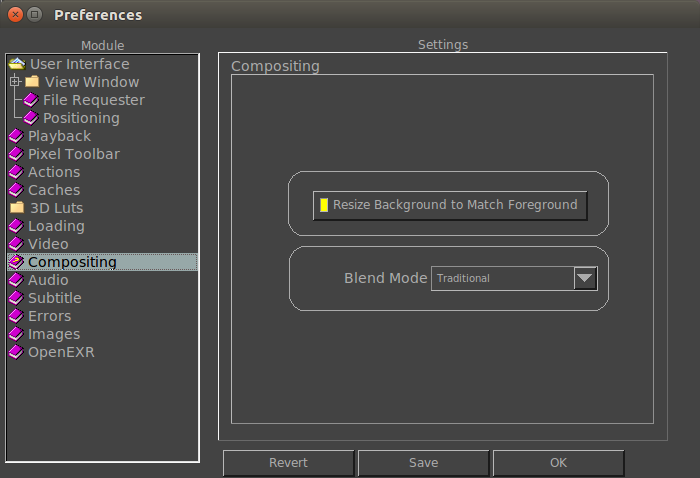 Preferences
Module
Settings
User Interface
View Window
File Requester
Positioning
Playback
Pixel Toolbar
Actions
Caches
3D Luts
Loading
Video
Compositing
Audio
Subtitle
Errors
Images
OpenEXR
Compositing
Resize Background to Match Foreground
Blend Mode Traditional
Revert Save OK